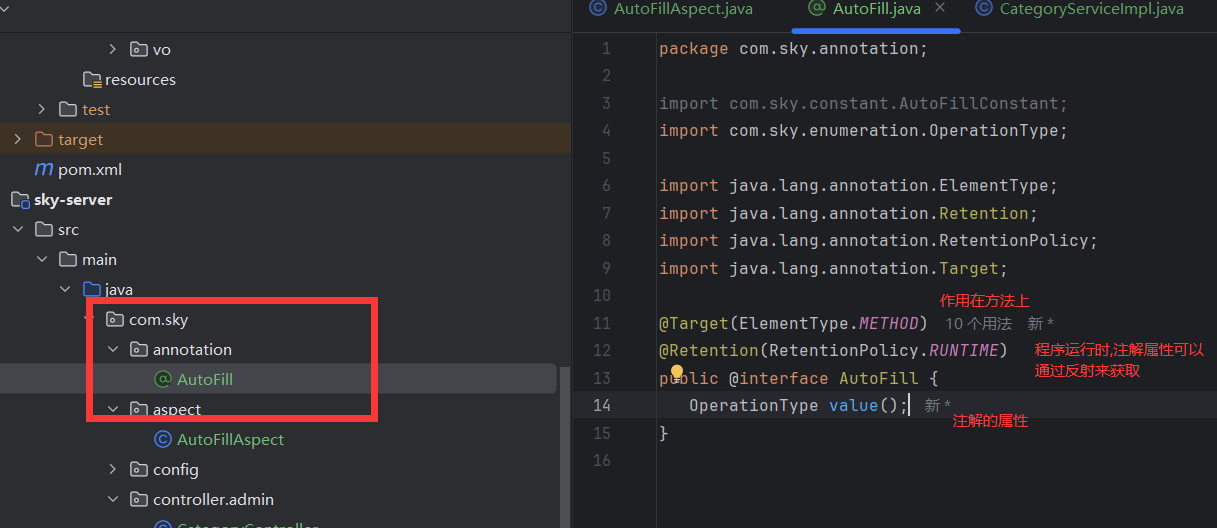 vo
resources
test
target
pom.xml
sky-server
src
main
java
com.sky
annotation
AutoFill
aspect
AutoFillAspect
config
controller.admin
AutoFillAspect.java
AutoFill.java
CategoryServiceImpl.java
1 package com.sky.annotation;
2
3 import com.sky.constant.AutoFillConstant;
4 import com.sky.enumeration.OperationType;
5
6 import java.lang.annotation.ElementType;
7 import java.lang.annotation.Retention;
8 import java.lang.annotation.RetentionPolicy;
9 import java.lang.annotation.Target;
10
作用在方法上
11 @Target(ElementType.METHOD) 10 个用法 新 *
12 @Retention(RetentionPolicy.RUNTIME)
程序运行时,注解属性可以
通过反射来获取
13 public @interface AutoFill {
14 OperationType value(); 新 *
注解的属性
15 }
16